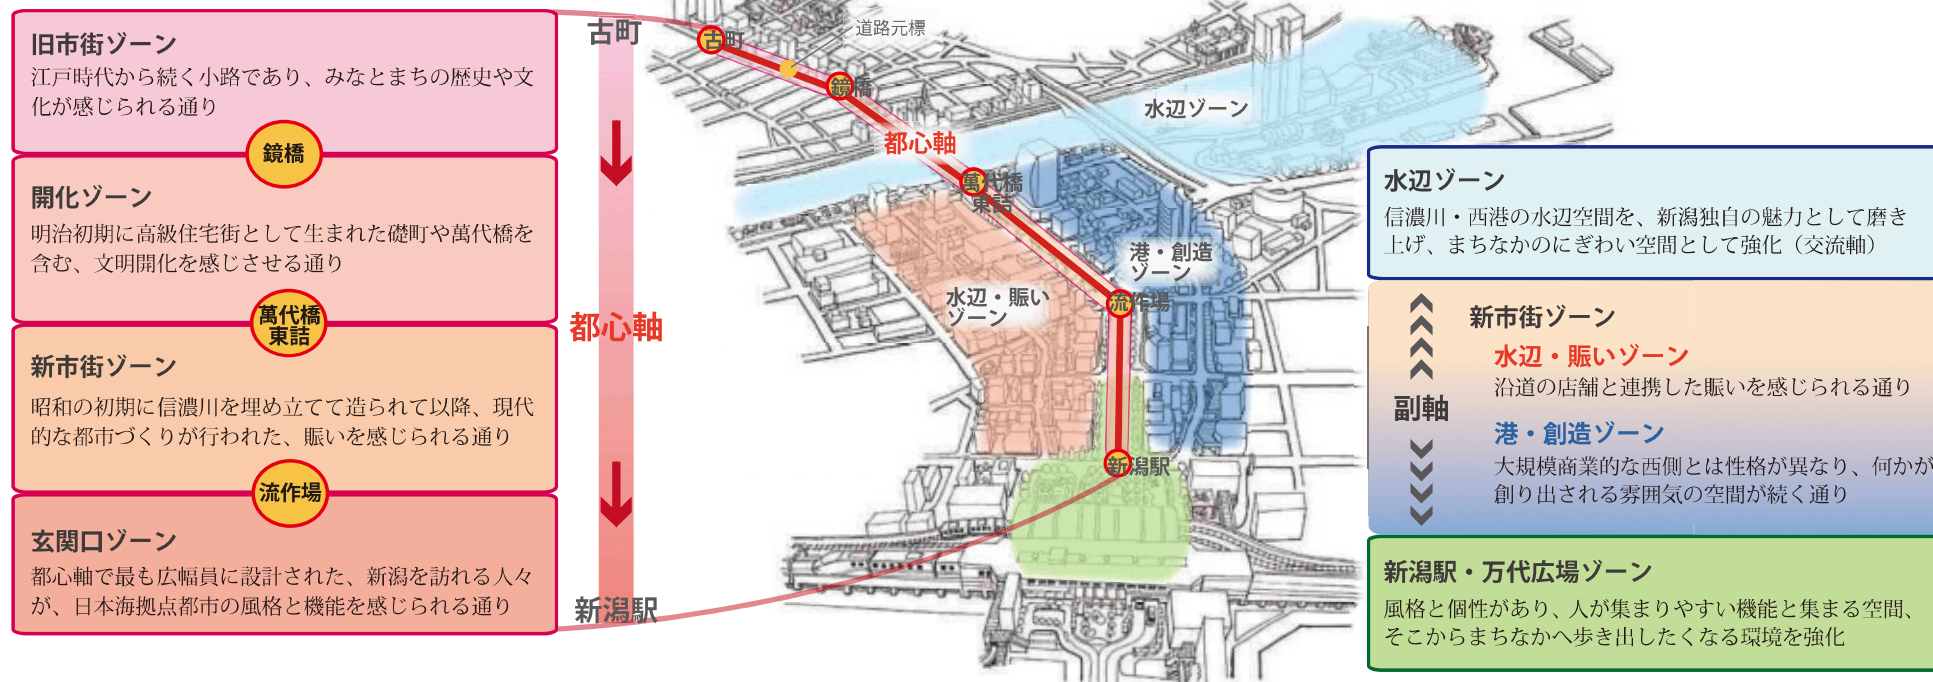 旧市街ゾーン
江戸時代から続く小路であり、みなとまちの歴史や文
化が感じられる通り
鏡橋
開化ゾーン
明治初期に高級住宅街として生まれた礎町や萬代橋を
含む、文明開化を感じさせる通り
萬代橋
東詰
新市街ゾーン
昭和の初期に信濃川を埋め立てて造られて以降、現代
的な都市づくりが行われた、賑いを感じられる通り
流作場
玄関口ゾーン
都心軸で最も広幅員に設計された、新潟を訪れる人々
が、日本海拠点都市の風格と機能を感じられる通り
古町
都心軸
新潟駅
古町
道路元標
鏡橋
都心軸
水辺ゾーン
萬代橋
東詰
港・創造
ゾーン
水辺・賑い
ゾーン
流作場
新潟駅
水辺ゾーン
信濃川・西港の水辺空間を、新潟独自の魅力として磨き
上げ、まちなかのにぎわい空間として強化（交流軸）
副軸
新市街ゾーン
水辺・賑いゾーン
沿道の店舗と連携した賑いを感じられる通り
港・創造ゾーン
大規模商業的な西側とは性格が異なり、何かが
創り出される雰囲気の空間が続く通り
新潟駅・万代広場ゾーン
風格と個性があり、人が集まりやすい機能と集まる空間、
そこからまちなかへ歩き出したくなる環境を強化